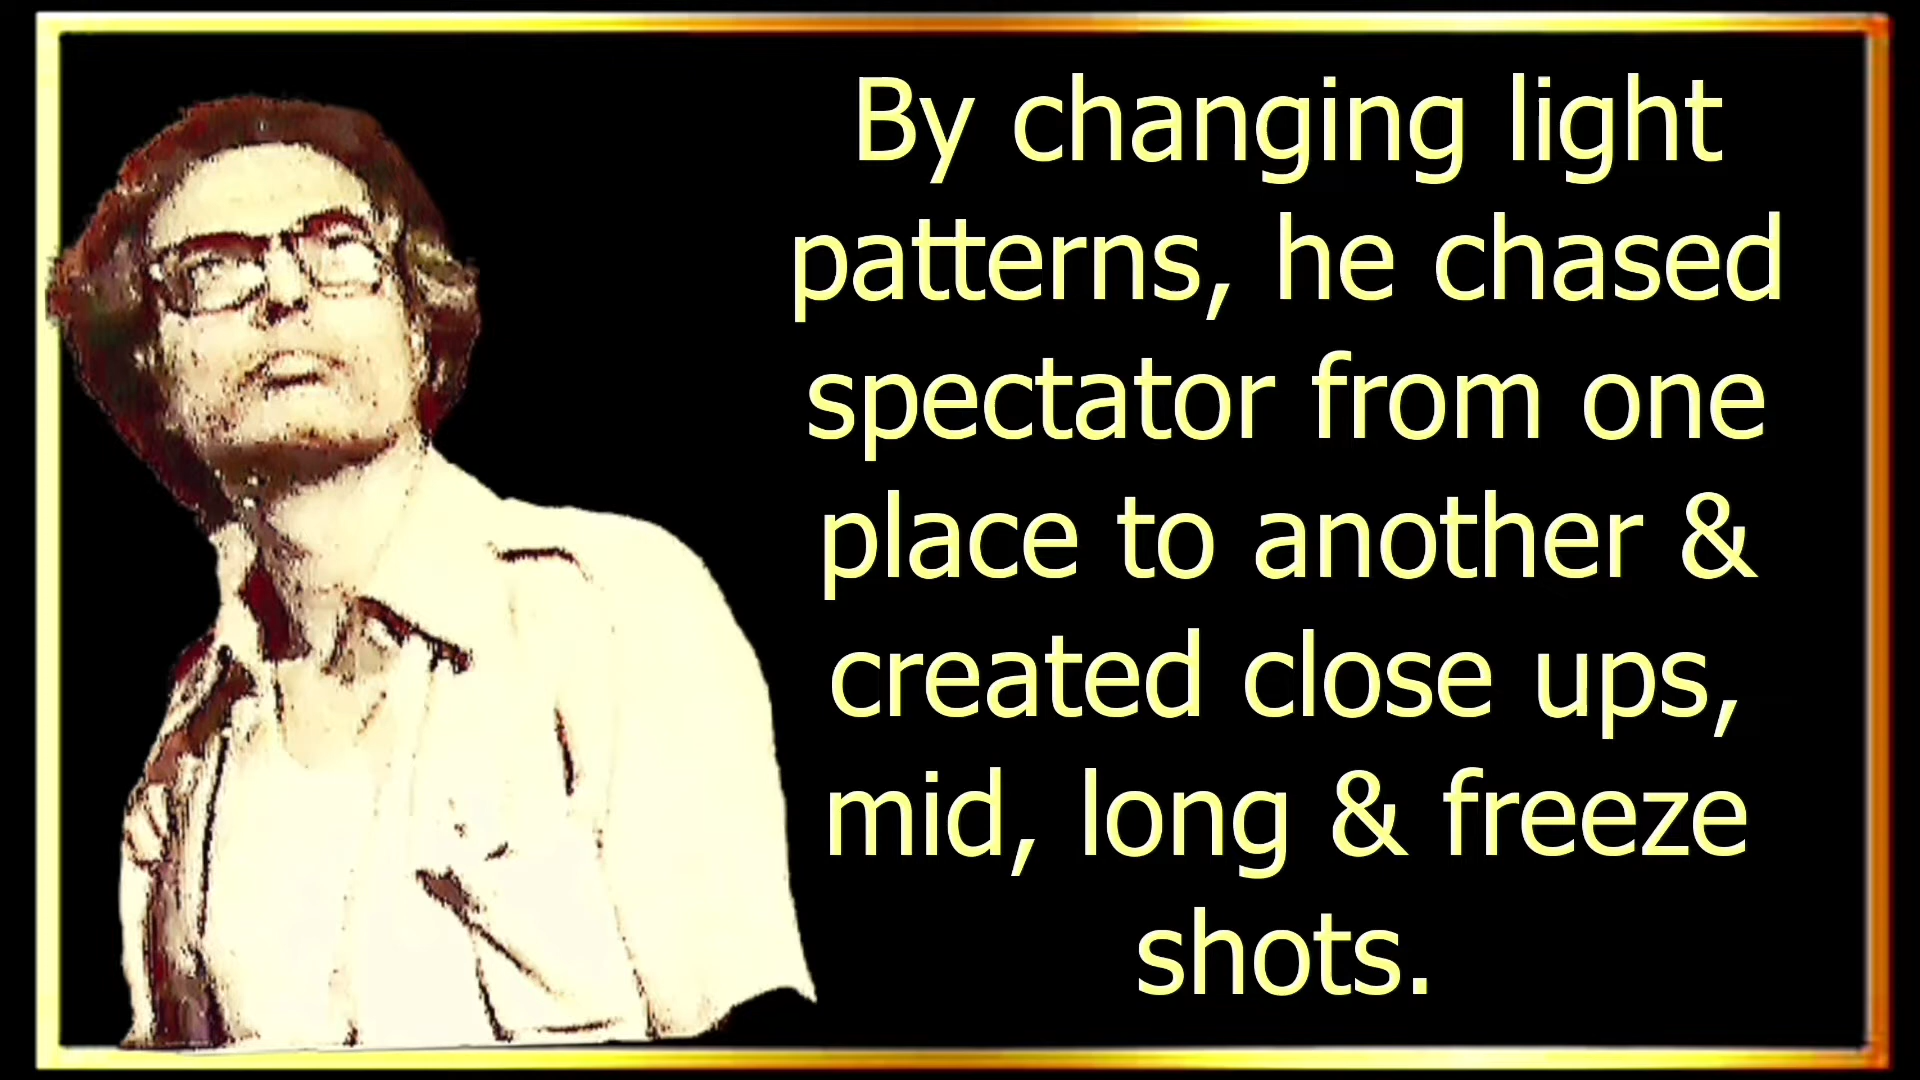 By changing light
patterns, he chased
spectator from one
place to another &
created close ups,
mid, long & freeze
shots.